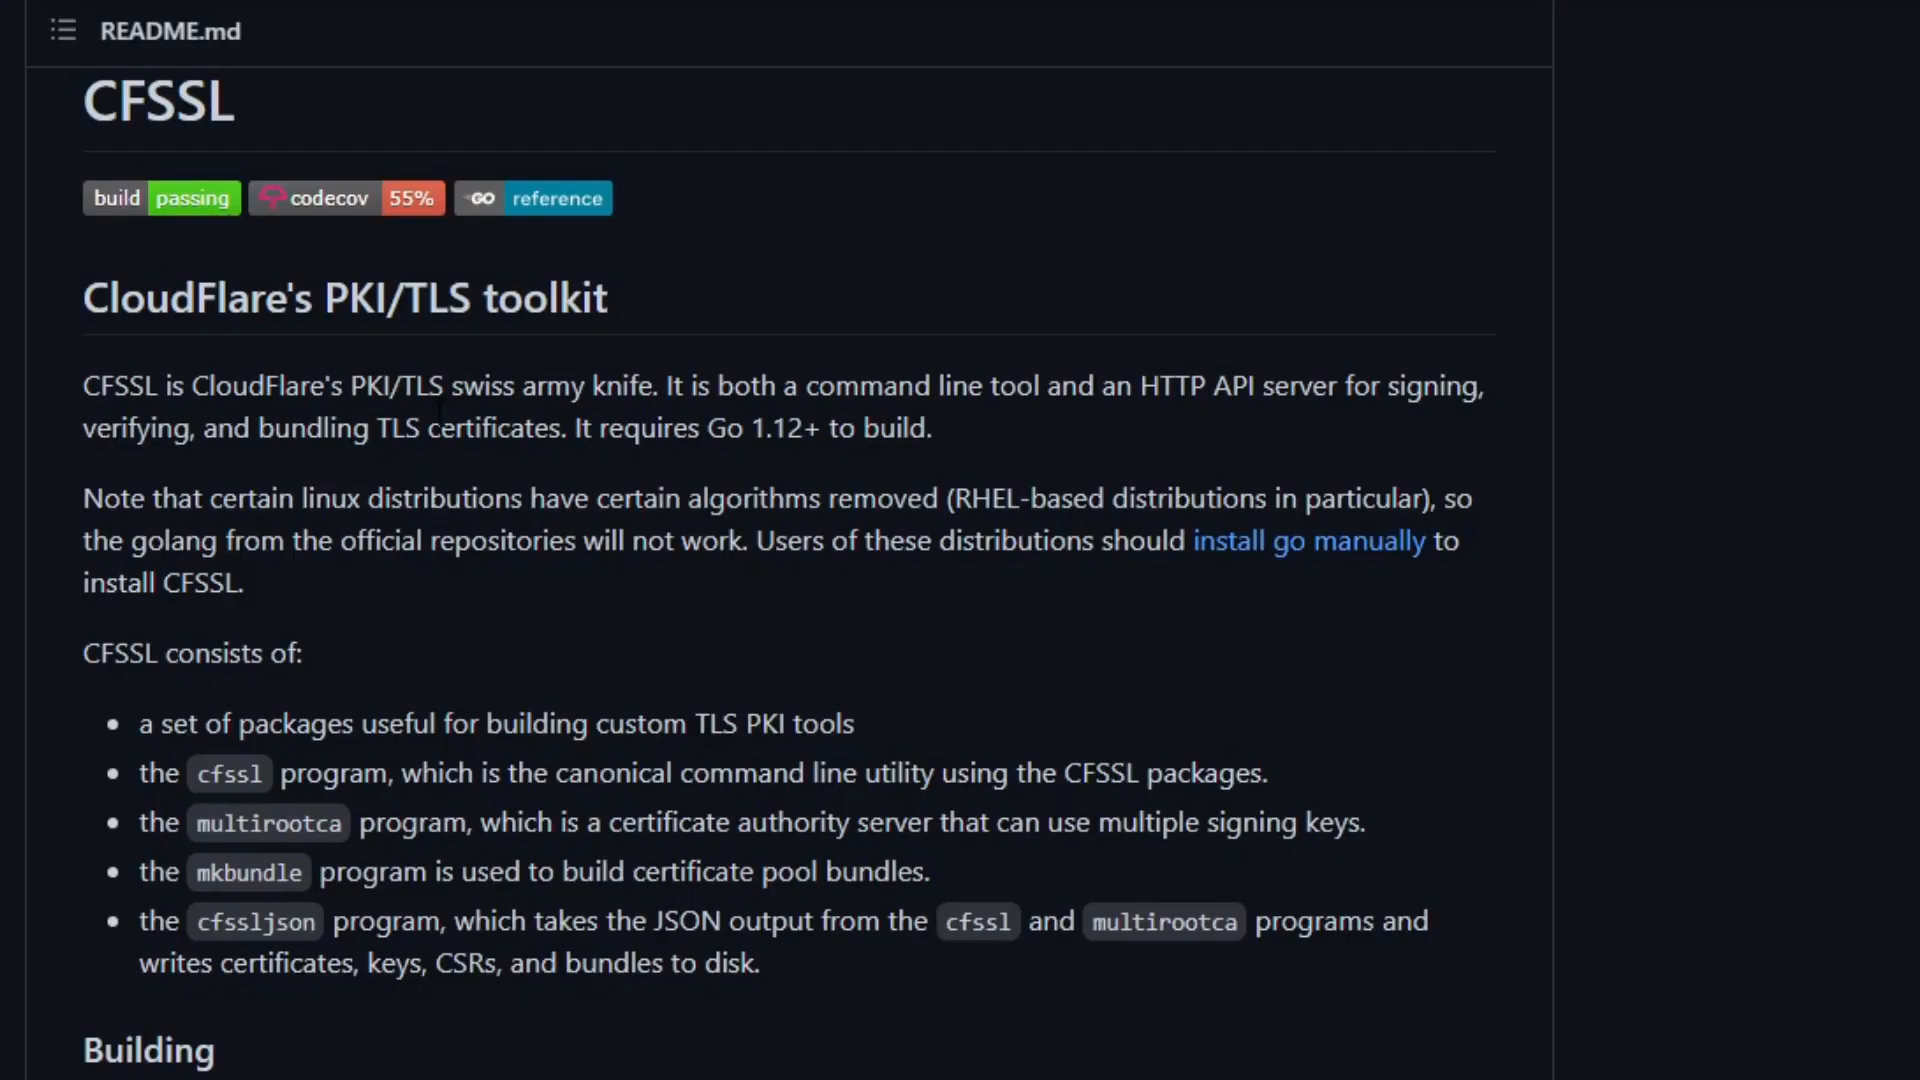 README.md
CFSSL
build passing codecov 55% GO reference
CloudFlare's PKI/TLS toolkit
CFSSL is CloudFlare's PKI/TLS swiss army knife. It is both a command line tool and an HTTP API server for signing,
verifying, and bundling TLS certificates. It requires Go 1.12+ to build.
Note that certain linux distributions have certain algorithms removed (RHEL-based distributions in particular), so
the golang from the official repositories will not work. Users of these distributions should install go manually to
install CFSSL.
CFSSL consists of:
• a set of packages useful for building custom TLS PKI tools
• the cfssl program, which is the canonical command line utility using the CFSSL packages.
• the multirootca program, which is a certificate authority server that can use multiple signing keys.
• the mkbundle program is used to build certificate pool bundles.
• the cfssljson program, which takes the JSON output from the cfssl and multirootca programs and
writes certificates, keys, CSRs, and bundles to disk.
Building